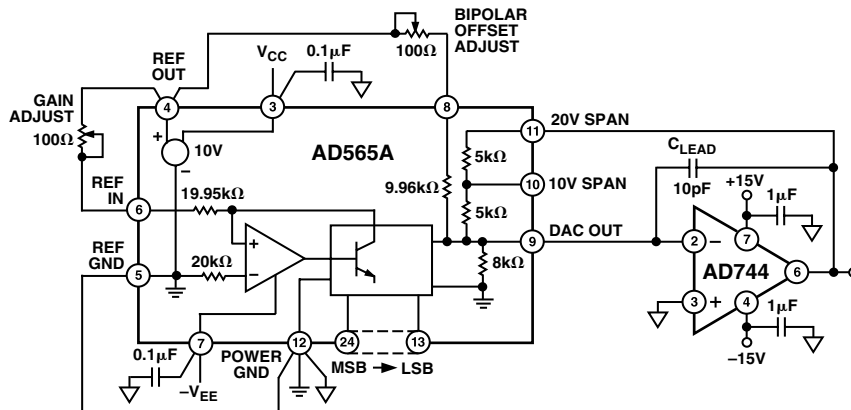 BIPOLAR
OFFSET
ADJUST
100Ω
REF
OUT
VCC
0.1μF
GAIN
ADJUST
100Ω
4
3
8
11
20V SPAN
+
10V
–
AD565A
5kΩ
9.96kΩ
10
10V SPAN
5kΩ
CLEAD
10pF
+15V
1μF
REF
IN
6
19.95kΩ
9
DAC OUT
+
–
2
–
7
REF
GND
5
20kΩ
8kΩ
AD744
6
3
+
4
1μF
–15V
0.1μF
7
POWER
GND
12
24
13
MSB
LSB
–VEE